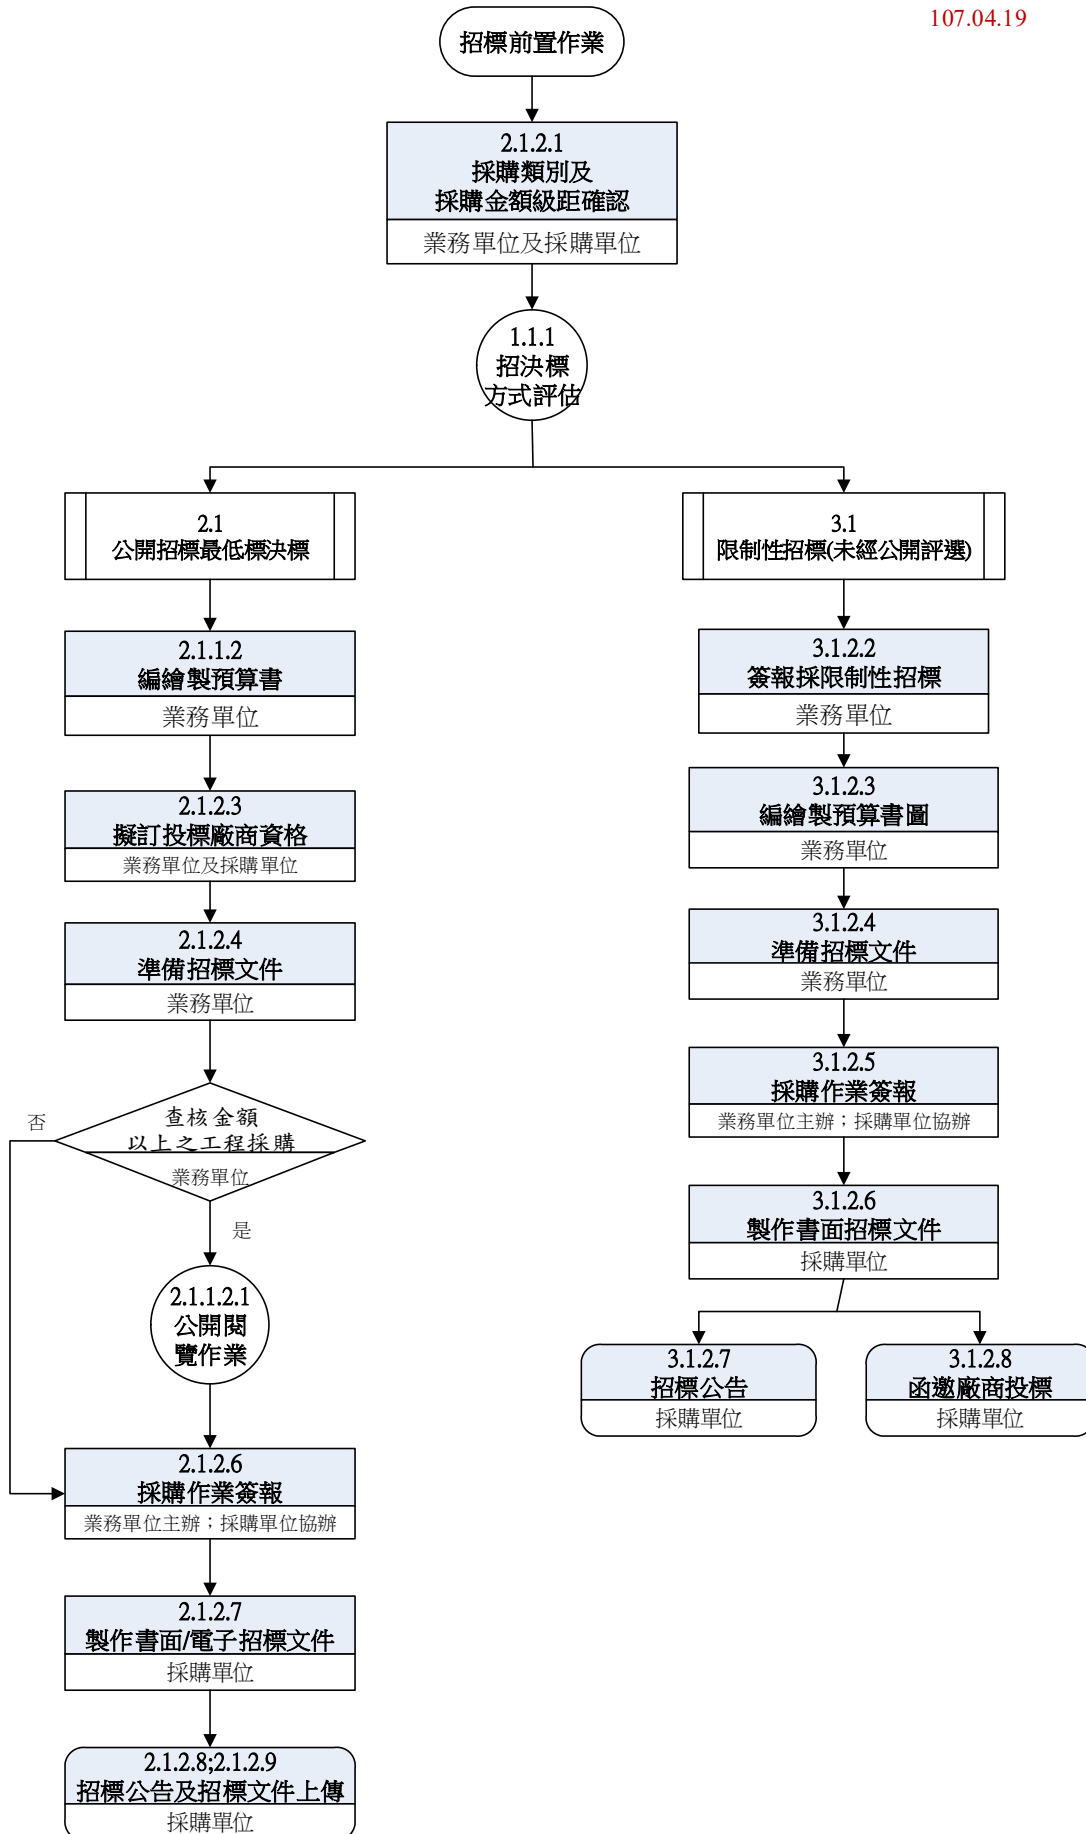 107.04.19
招標前置作業
2.1.2.1
採購類別及
採購金額級距確認
業務單位及採購單位
1.1.1
招決標
方式評估
2.1
公開招標最低標決標
2.1.1.2
編繪製預算書
業務單位
2.1.2.3
擬訂投標廠商資格
業務單位及採購單位
2.1.2.4
準備招標文件
業務單位
查核金額
以上之工程採購
業務單位
否
是
2.1.1.2.1
公開閱
覽作業
2.1.2.6
採購作業簽報
業務單位主辦；採購單位協辦
2.1.2.7
製作書面/電子招標文件
採購單位
2.1.2.8;2.1.2.9
招標公告及招標文件上傳
採購單位
3.1
限制性招標(未經公開評選)
3.1.2.2
簽報採限制性招標
業務單位
3.1.2.3
編繪製預算書圖
業務單位
3.1.2.4
準備招標文件
業務單位
3.1.2.5
採購作業簽報
業務單位主辦；採購單位協辦
3.1.2.6
製作書面招標文件
採購單位
3.1.2.7
招標公告
採購單位
3.1.2.8
函邀廠商投標
採購單位